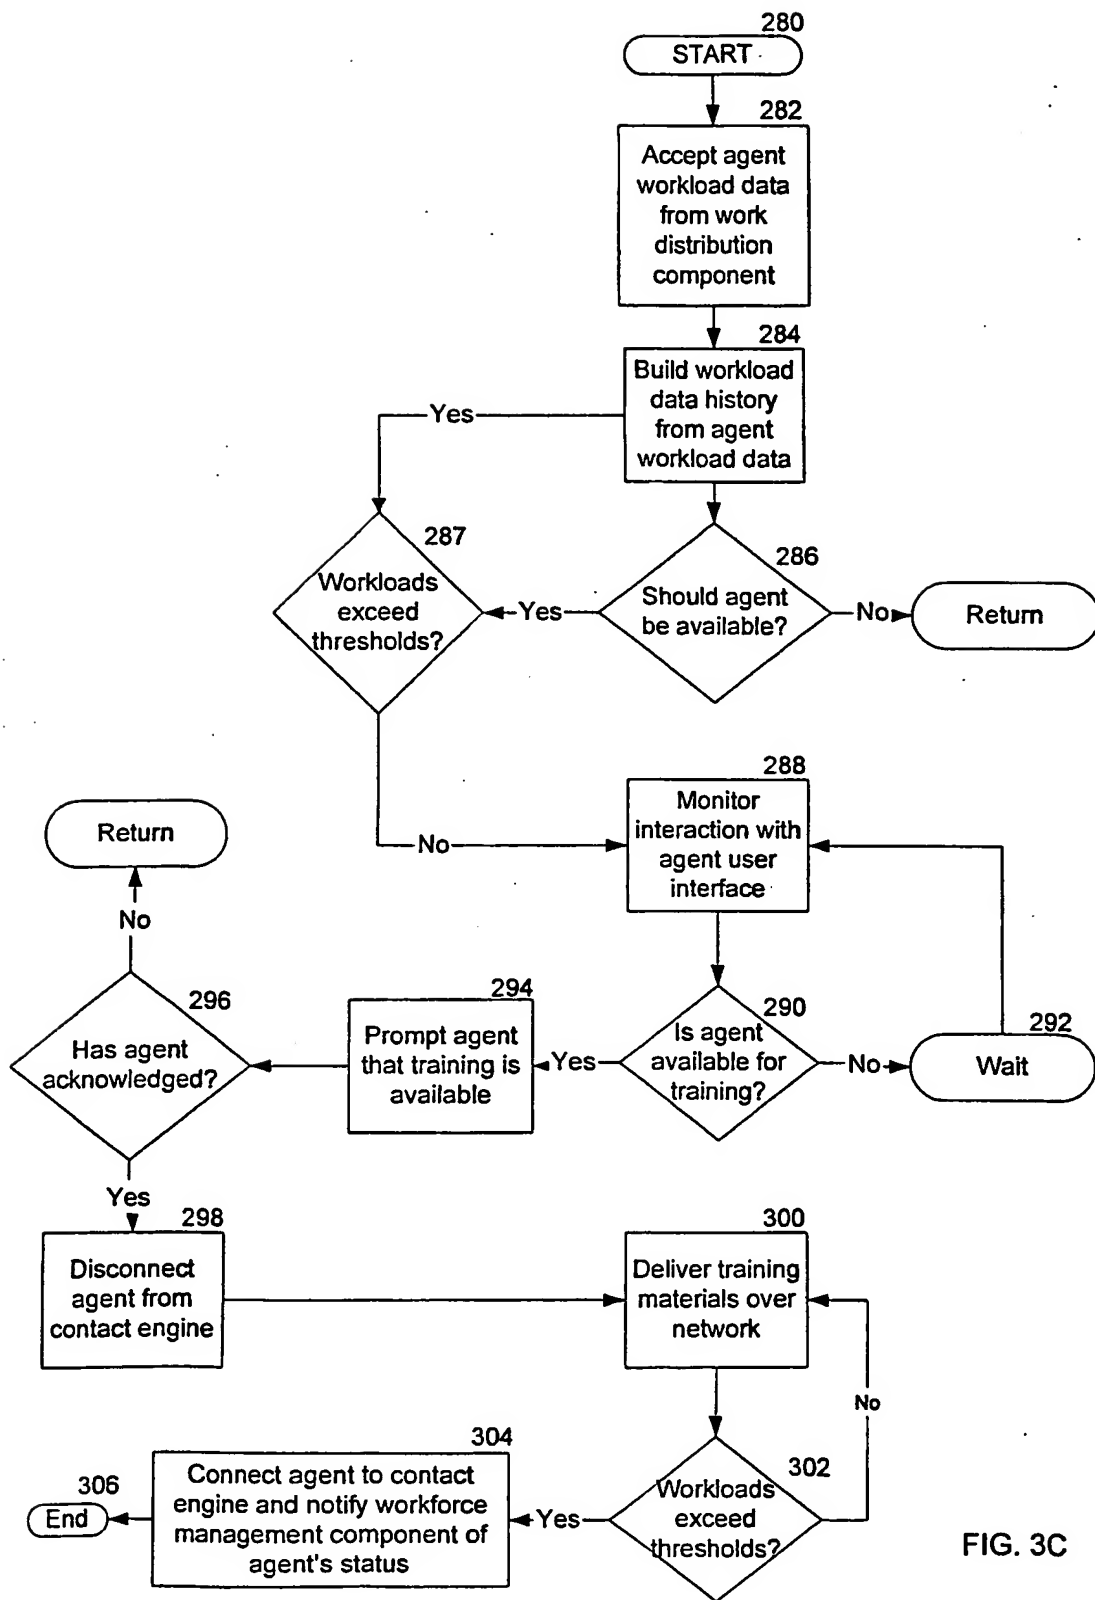 280
START
282
Accept agent
workload data
from work
distribution
component
284
Build workload
data history
from agent
workload data
Yes
287
Workloads
exceed
thresholds?
Yes
286
Should agent
be available?
No
Return
288
Monitor
interaction with
agent user
interface
No
Return
No
296
Has agent
acknowledged?
294
Prompt agent
that training is
available
Yes
290
Is agent
available for
training?
No
292
Wait
Yes
298
Disconnect
agent from
contact engine
300
Deliver training
materials over
network
No
304
Connect agent to contact
engine and notify workforce
management component of
agent's status
306
End
Yes
302
Workloads
exceed
thresholds?
FIG. 3C